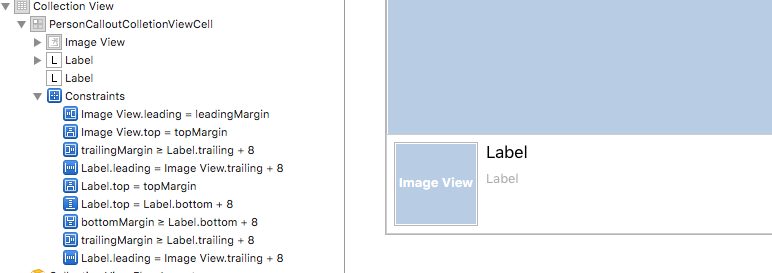 Collection View
PersonCalloutColletionViewCell
Image View
L Label
L Label
Constraints
Image View.leading = leadingMargin
Image View.top = topMargin
trailingMargin ≥ Label.trailing + 8
Label.leading = Image View.trailing + 8
Label.top = topMargin
Label.top = Label.bottom + 8
bottomMargin ≥ Label.bottom + 8
trailingMargin ≥ Label.trailing + 8
Label.leading = Image View.trailing + 8
Label
Label
Image View